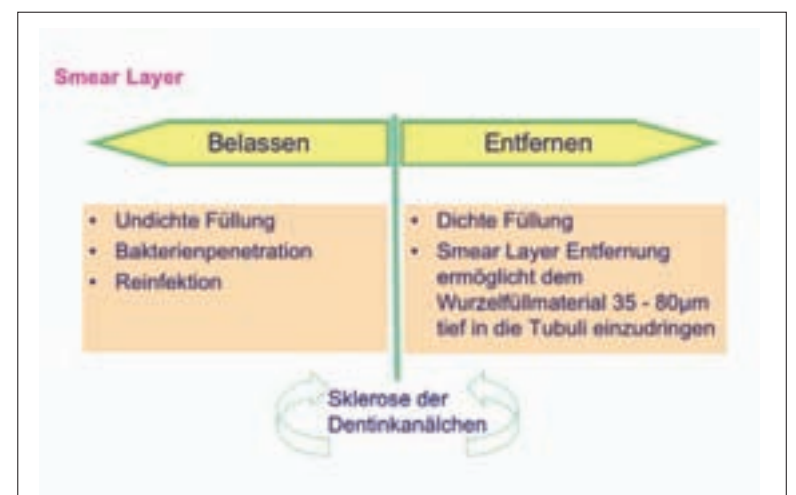 Smear Layer
Belassen
Entfernen
• Undichte Füllung
• Bakterienpenetration
• Reinfektion
• Dichte Füllung
• Smear Layer Entfernung
ermöglicht dem
Wurzelfüllmaterial 35 - 80µm
tief in die Tubuli einzudringen
Sklerose der
Dentinkanälchen